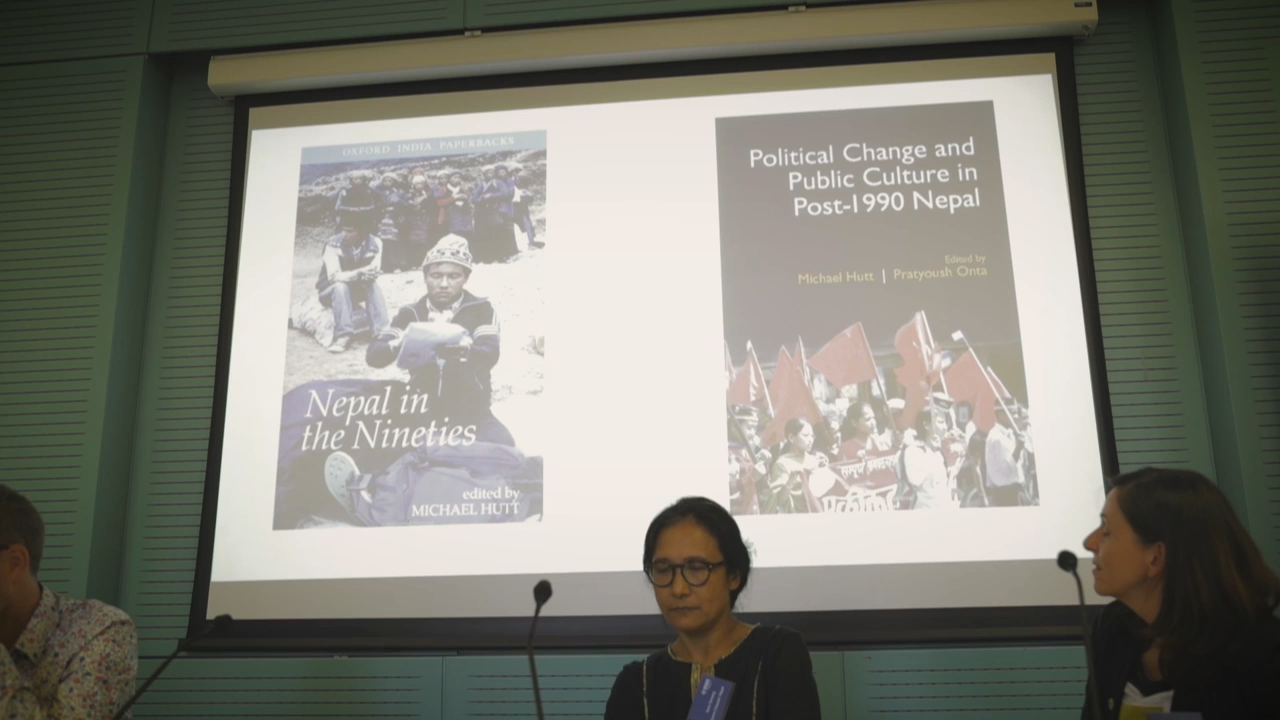 OXFORD INDIA PAPERBACKS
Nepal in
the Nineties
edited by
MICHAEL HUTT
Political Change and
Public Culture in
Post-1990 Nepal
Edited by
Michael Hutt | Pratyoush Onta